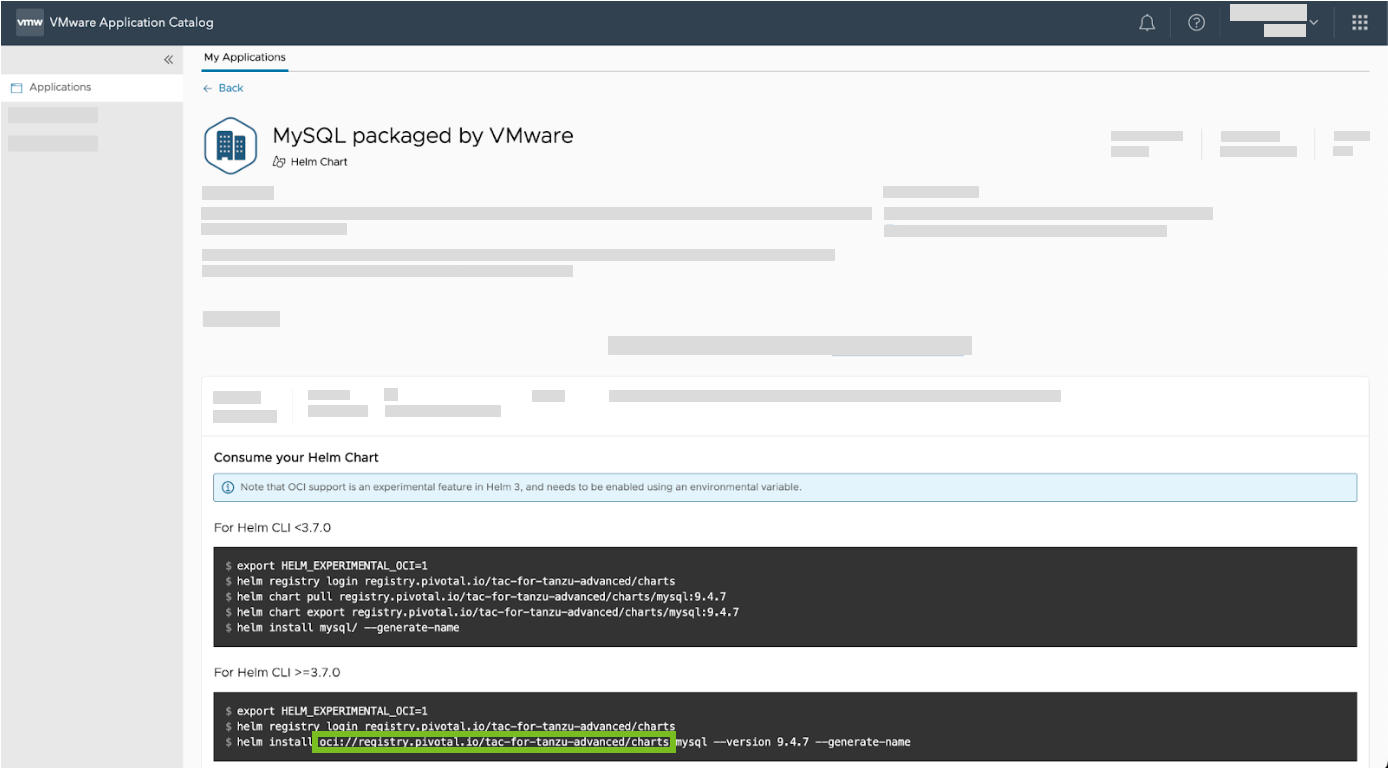 vmw VMware Application Catalog
My Applications
Applications
← Back
MySQL packaged by VMware
Helm Chart
Consume your Helm Chart
Note that OCI support is an experimental feature in Helm 3, and needs to be enabled using an environmental variable.
For Helm CLI <3.7.0
$ export HELM_EXPERIMENTAL_OCI=1
$ helm registry login registry.pivotal.io/tac-for-tanzu-advanced/charts
$ helm chart pull registry.pivotal.io/tac-for-tanzu-advanced/charts/mysql:9.4.7
$ helm chart export registry.pivotal.io/tac-for-tanzu-advanced/charts/mysql:9.4.7
$ helm install mysql/ --generate-name
For Helm CLI >=3.7.0
$ export HELM_EXPERIMENTAL_OCI=1
$ helm registry login registry.pivotal.io/tac-for-tanzu-advanced/charts
$ helm install oci://registry.pivotal.io/tac-for-tanzu-advanced/charts mysql --version 9.4.7 --generate-name